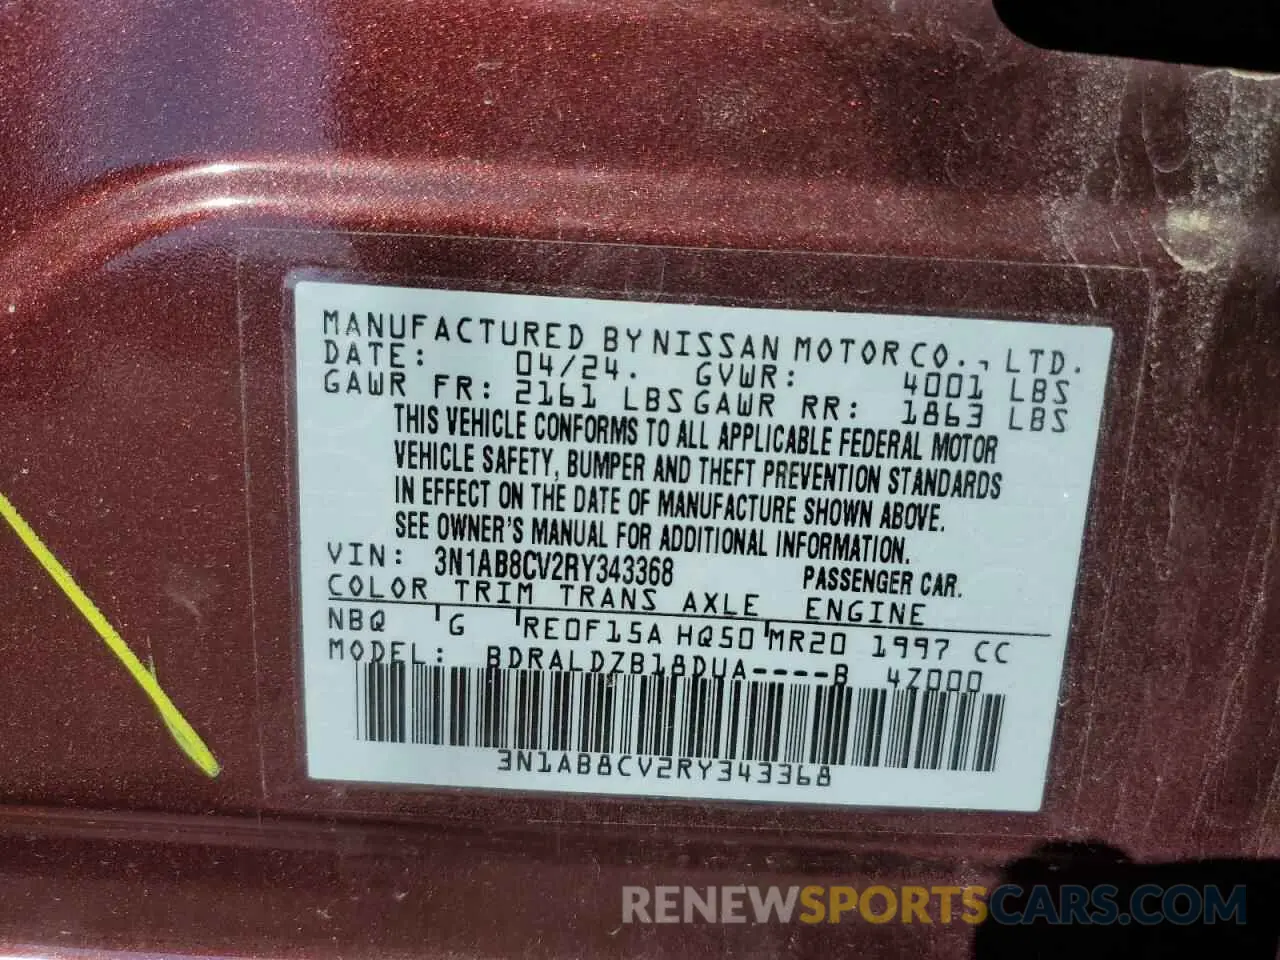 MANUFACTURED BY NISSAN MOTOR CO., LTD.
DATE: 04/24. GVWR: 4001 LBS
GAWR FR: 2161 LBS GAWR RR: 1863 LBS
THIS VEHICLE CONFORMS TO ALL APPLICABLE FEDERAL MOTOR
VEHICLE SAFETY, BUMPER AND THEFT PREVENTION STANDARDS
IN EFFECT ON THE DATE OF MANUFACTURE SHOWN ABOVE.
SEE OWNER'S MANUAL FOR ADDITIONAL INFORMATION.
VIN: 3N1AB8CV2RY343368 PASSENGER CAR.
COLOR TRIM TRANS AXLE ENGINE
NBQ G RE0F15A HQ50 MR20 1997 CC
MODEL: BDRALDZB18DUA----B 4Z000
3N1AB8CV2RY343368
RENEWSPORTSCARS.COM